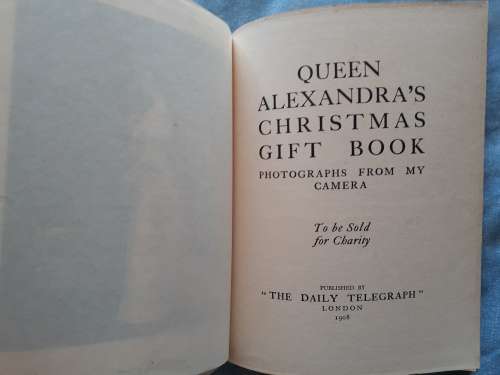 QUEEN
ALEXANDRA'S
CHRISTMAS
GIFT BOOK
PHOTOGRAPHS FROM MY
CAMERA
To be Sold
for Charity
PUBLISHED BY
"THE DAILY TELEGRAPH"
LONDON
1908